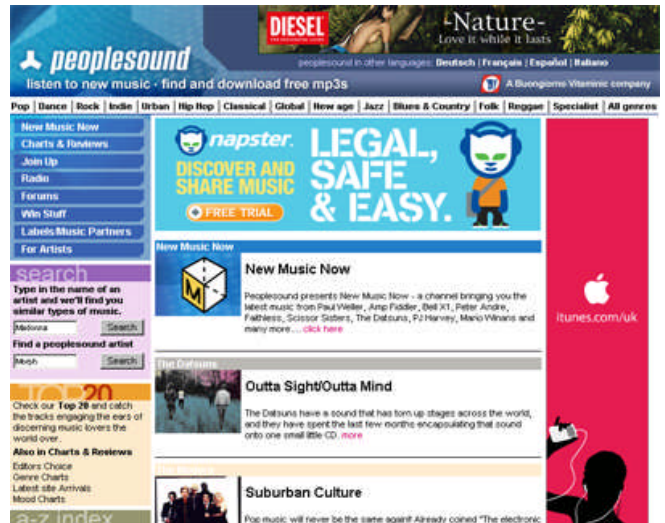 DIESEL
FOR SUCCESSFUL LIVING
-Nature-
Love it while it lasts
peoplesound
peoplesound in other languages: Deutsch | Français | Español | Italiano
listen to new music · find and download free mp3s
A Buongiorno Vitaminic company
Pop | Dance | Rock | Indie | Urban | Hip Hop | Classical | Global | New age | Jazz | Blues & Country | Folk | Reggae | Specialist | All genres
New Music Now
Charts & Reviews
Join Up
Radio
Forums
Win Stuff
Labels/Music Partners
For Artists
search
Type in the name of an
artist and we'll find you
similar types of music.
Madonna
Search
Find a peoplesound artist
Morph
Search
TOP20
Check our Top 20 and catch
the tracks engaging the ears of
discerning music lovers the
world over.
Also in Charts & Reviews
Editors Choice
Genre Charts
Latest site Arrivals
Mood Charts
a-z index
napster.
DISCOVER AND
SHARE MUSIC
FREE TRIAL
LEGAL,
SAFE
& EASY.
New Music Now
M
New Music Now
Peoplesound presents New Music Now - a channel bringing you the
latest music from Paul Weller, Amp Fiddler, Bell X1, Peter Andre,
Faithless, Scissor Sisters, The Datsuns, PJ Harvey, Mario Winans and
many more.... click here
The Datsuns
Outta Sight/Outta Mind
The Datsuns have a sound that has torn up stages across the world,
and they have spent the last few months encapsulating that sound
onto one small little CD. more
Suburban Culture
Pop music will never be the same again! Already coined "The electronic
itunes.com/uk